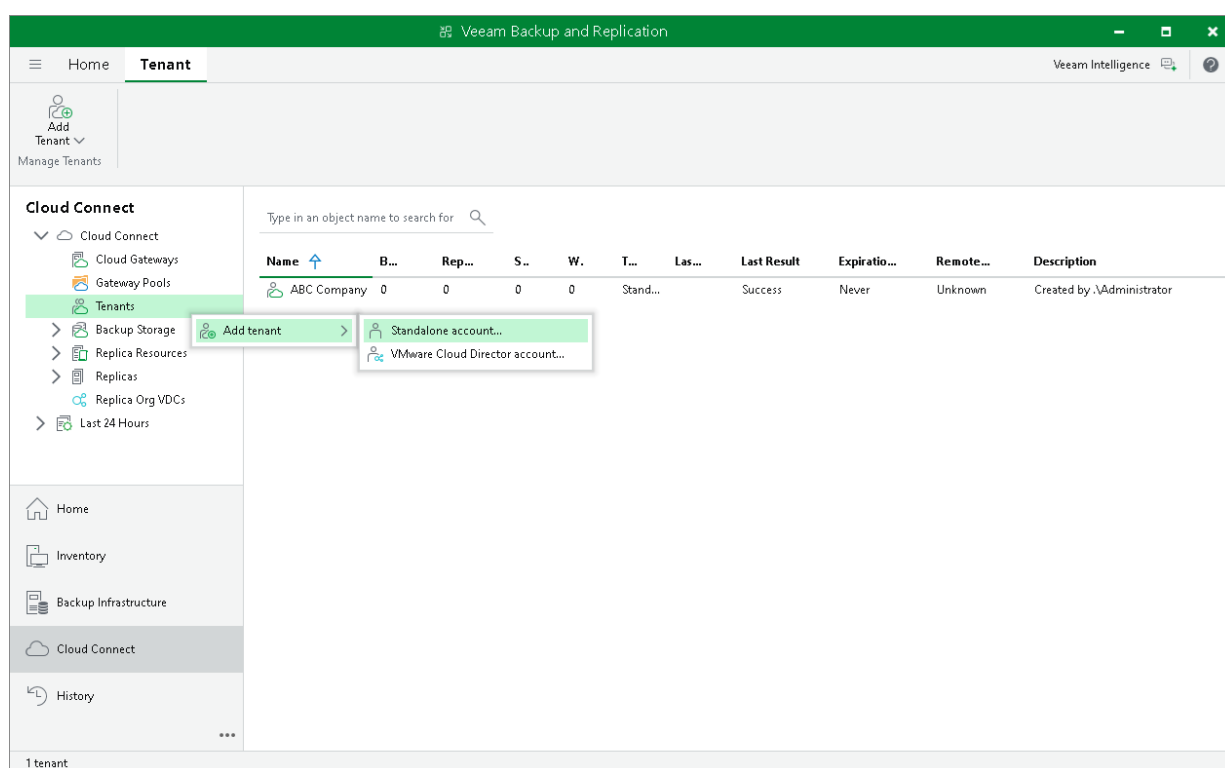 Veeam Backup and Replication
Home
Tenant
Veeam Intelligence
Add
Tenant
Manage Tenants
Cloud Connect
Cloud Connect
Cloud Gateways
Gateway Pools
Tenants
Backup Storage
Replica Resources
Replicas
Replica Org VDCs
Last 24 Hours
Add tenant
Standalone account...
VMware Cloud Director account...
Type in an object name to search for
Name B... Rep... S.. W. T... Las... Last Result Expiratio... Remote... Description
ABC Company 0 0 0 0 Stand... Success Never Unknown Created by .\Administrator
Home
Inventory
Backup Infrastructure
Cloud Connect
History
1 tenant